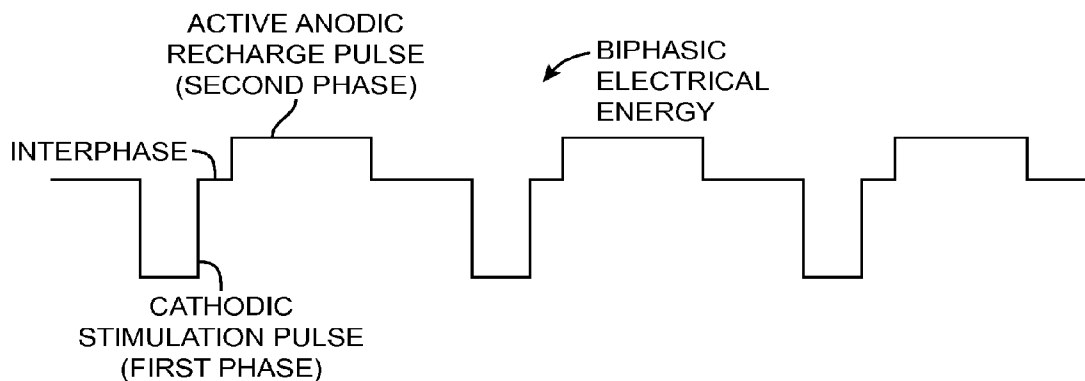 ACTIVE ANODIC
RECHARGE PULSE
(SECOND PHASE)
BIPHASIC
ELECTRICAL
ENERGY
INTERPHASE
CATHODIC
STIMULATION PULSE
(FIRST PHASE)